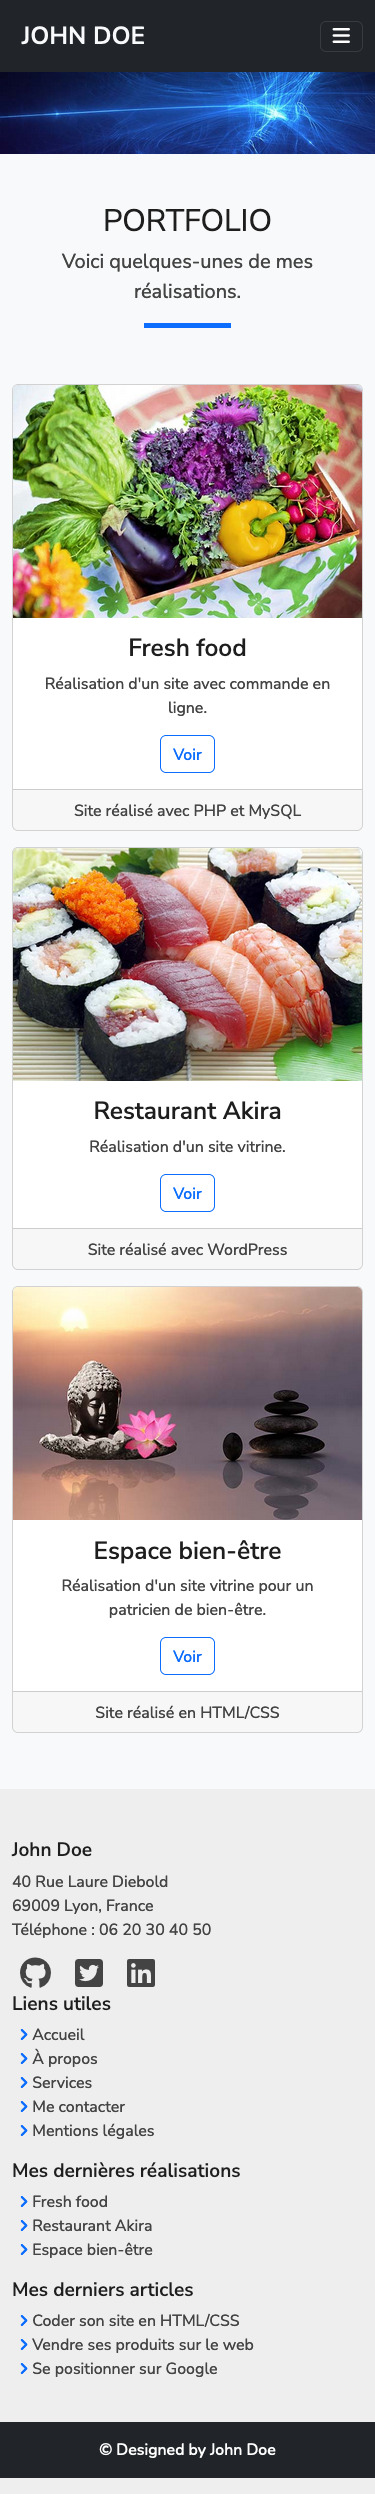 JOHN DOE
PORTFOLIO
Voici quelques-unes de mes
réalisations.
Fresh food
Réalisation d'un site avec commande en
ligne.
Voir
Site réalisé avec PHP et MySQL
Restaurant Akira
Réalisation d'un site vitrine.
Voir
Site réalisé avec WordPress
Espace bien-être
Réalisation d'un site vitrine pour un
patricien de bien-être.
Voir
Site réalisé en HTML/CSS
John Doe
40 Rue Laure Diebold
69009 Lyon, France
Téléphone : 06 20 30 40 50
Liens utiles
Accueil
À propos
Services
Me contacter
Mentions légales
Mes dernières réalisations
Fresh food
Restaurant Akira
Espace bien-être
Mes derniers articles
Coder son site en HTML/CSS
Vendre ses produits sur le web
Se positionner sur Google
© Designed by John Doe